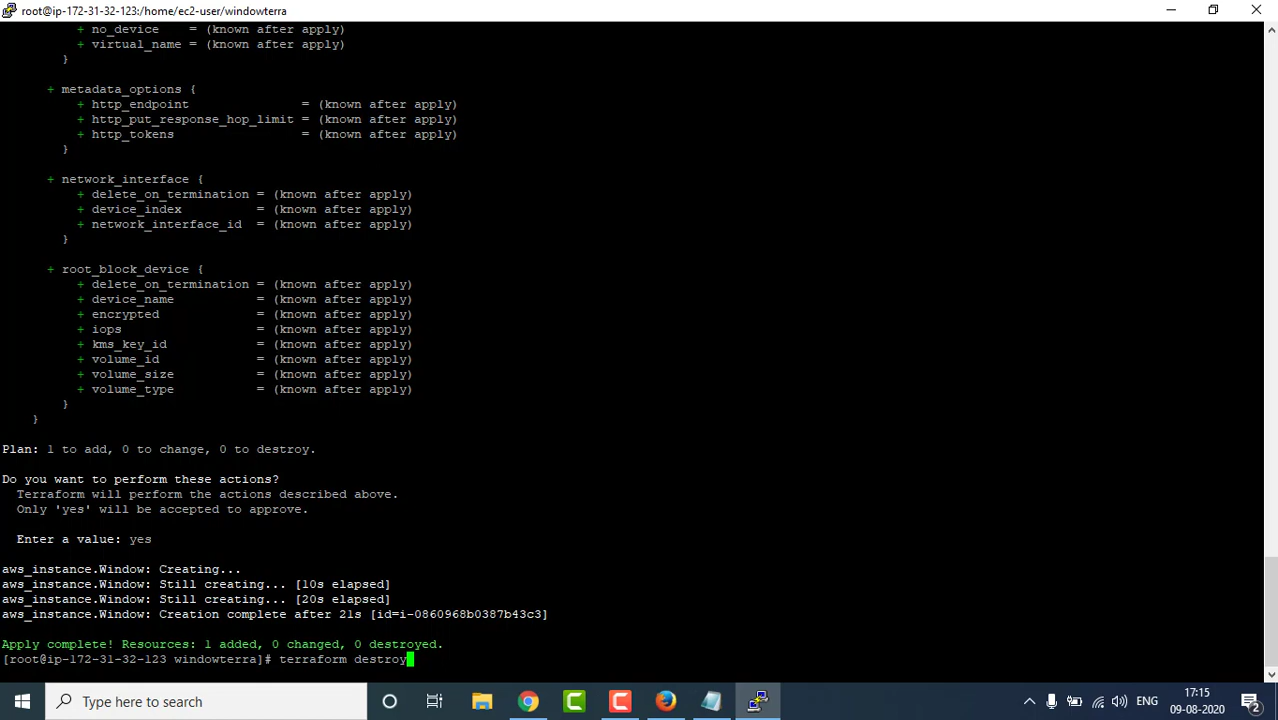 root@ip-172-31-32-123:/home/ec2-user/windowterra
+ no_device    = (known after apply)
+ virtual_name = (known after apply)
}
+ metadata_options {
+ http_endpoint               = (known after apply)
+ http_put_response_hop_limit = (known after apply)
+ http_tokens                 = (known after apply)
}
+ network_interface {
+ delete_on_termination = (known after apply)
+ device_index          = (known after apply)
+ network_interface_id  = (known after apply)
}
+ root_block_device {
+ delete_on_termination = (known after apply)
+ device_name           = (known after apply)
+ encrypted             = (known after apply)
+ iops                  = (known after apply)
+ kms_key_id            = (known after apply)
+ volume_id             = (known after apply)
+ volume_size           = (known after apply)
+ volume_type           = (known after apply)
}
}
Plan: 1 to add, 0 to change, 0 to destroy.
Do you want to perform these actions?
Terraform will perform the actions described above.
Only 'yes' will be accepted to approve.
Enter a value: yes
aws_instance.Window: Creating...
aws_instance.Window: Still creating... [10s elapsed]
aws_instance.Window: Still creating... [20s elapsed]
aws_instance.Window: Creation complete after 21s [id=i-0860968b0387b43c3]
Apply complete! Resources: 1 added, 0 changed, 0 destroyed.
[root@ip-172-31-32-123 windowterra]# terraform destroy
Type here to search
ENG
17:15
09-08-2020
2